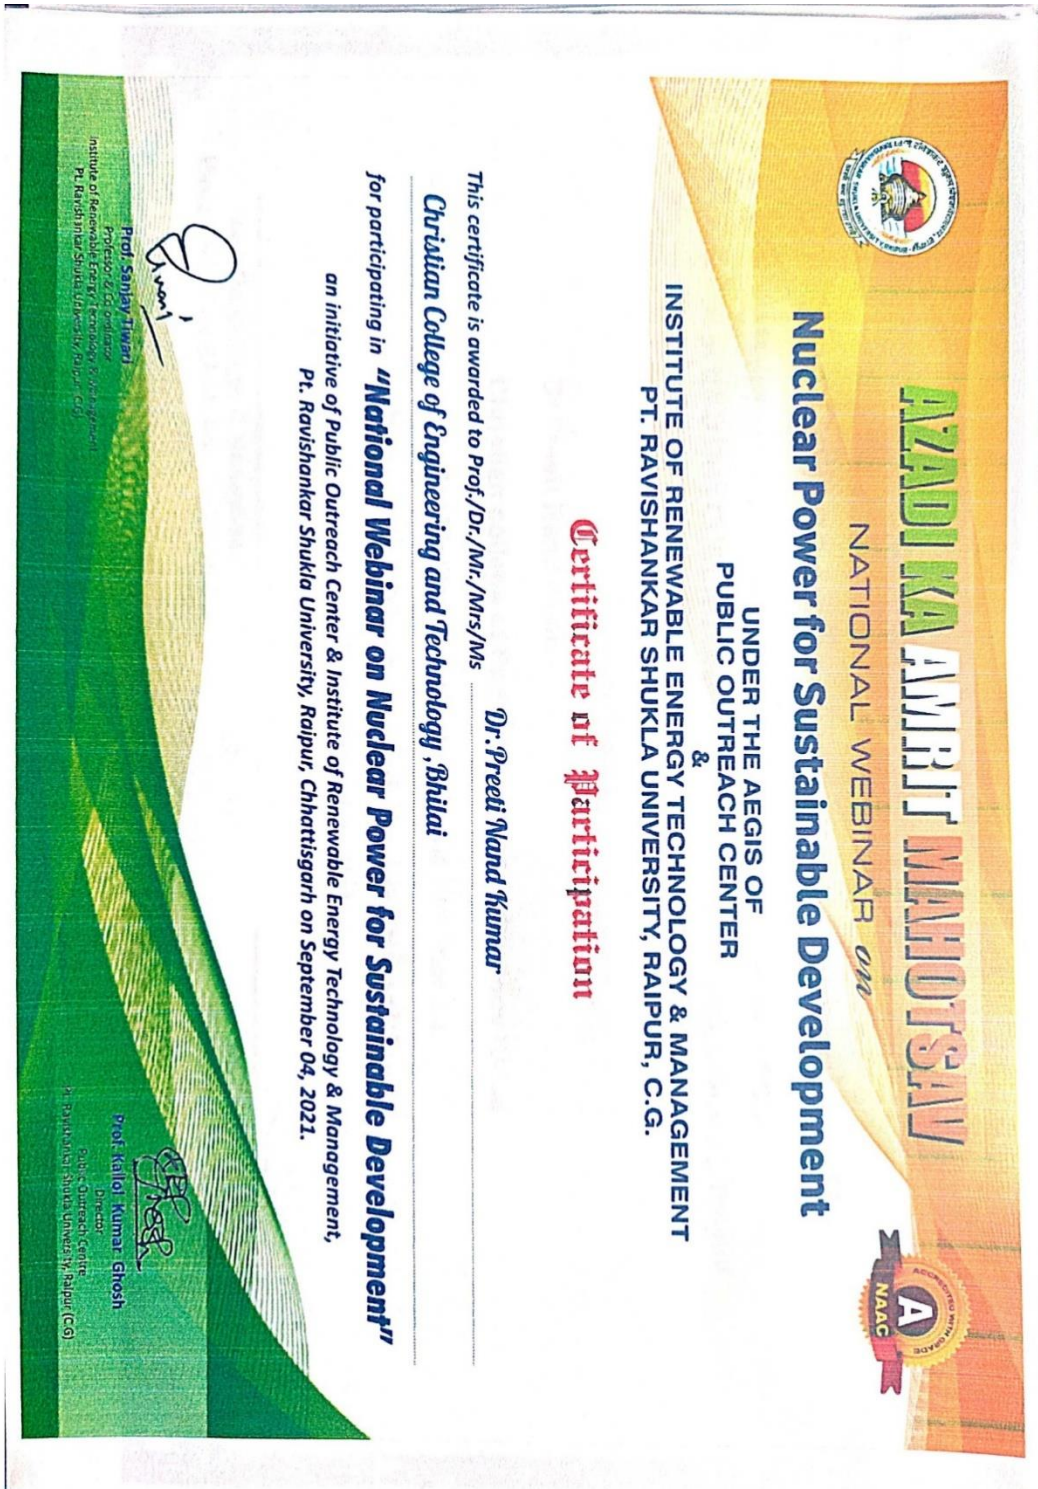 AZADI KA AMRIT MAHOTSAV
NATIONAL WEBINAR on
Nuclear Power for Sustainable Development
ACCREDITED WITH GRADE
A
NAAC
UNDER THE AEGIS OF
PUBLIC OUTREACH CENTER
&
INSTITUTE OF RENEWABLE ENERGY TECHNOLOGY & MANAGEMENT
PT. RAVISHANKAR SHUKLA UNIVERSITY, RAIPUR, C.G.
Certificate of Participation
This certificate is awarded to Prof./Dr./Mr./Mrs/Ms Dr. Preeti Nand Kumar
Christian College of Engineering and Technology ,Bhilai
for participating in "National Webinar on Nuclear Power for Sustainable Development"
an initiative of Public Outreach Center & Institute of Renewable Energy Technology & Management,
Pt. Ravishankar Shukla University, Raipur, Chhattisgarh on September 04, 2021.
Prof. Sanjay Tiwari
Professor & Co-ordinator
Institute of Renewable Energy Technology & Management
Pt. Ravishankar Shukla University, Raipur (C.G)
Prof. Kallol Kumar Ghosh
Director
Public Outreach Centre
Pt. Ravishankar Shukla University, Raipur (C.G)